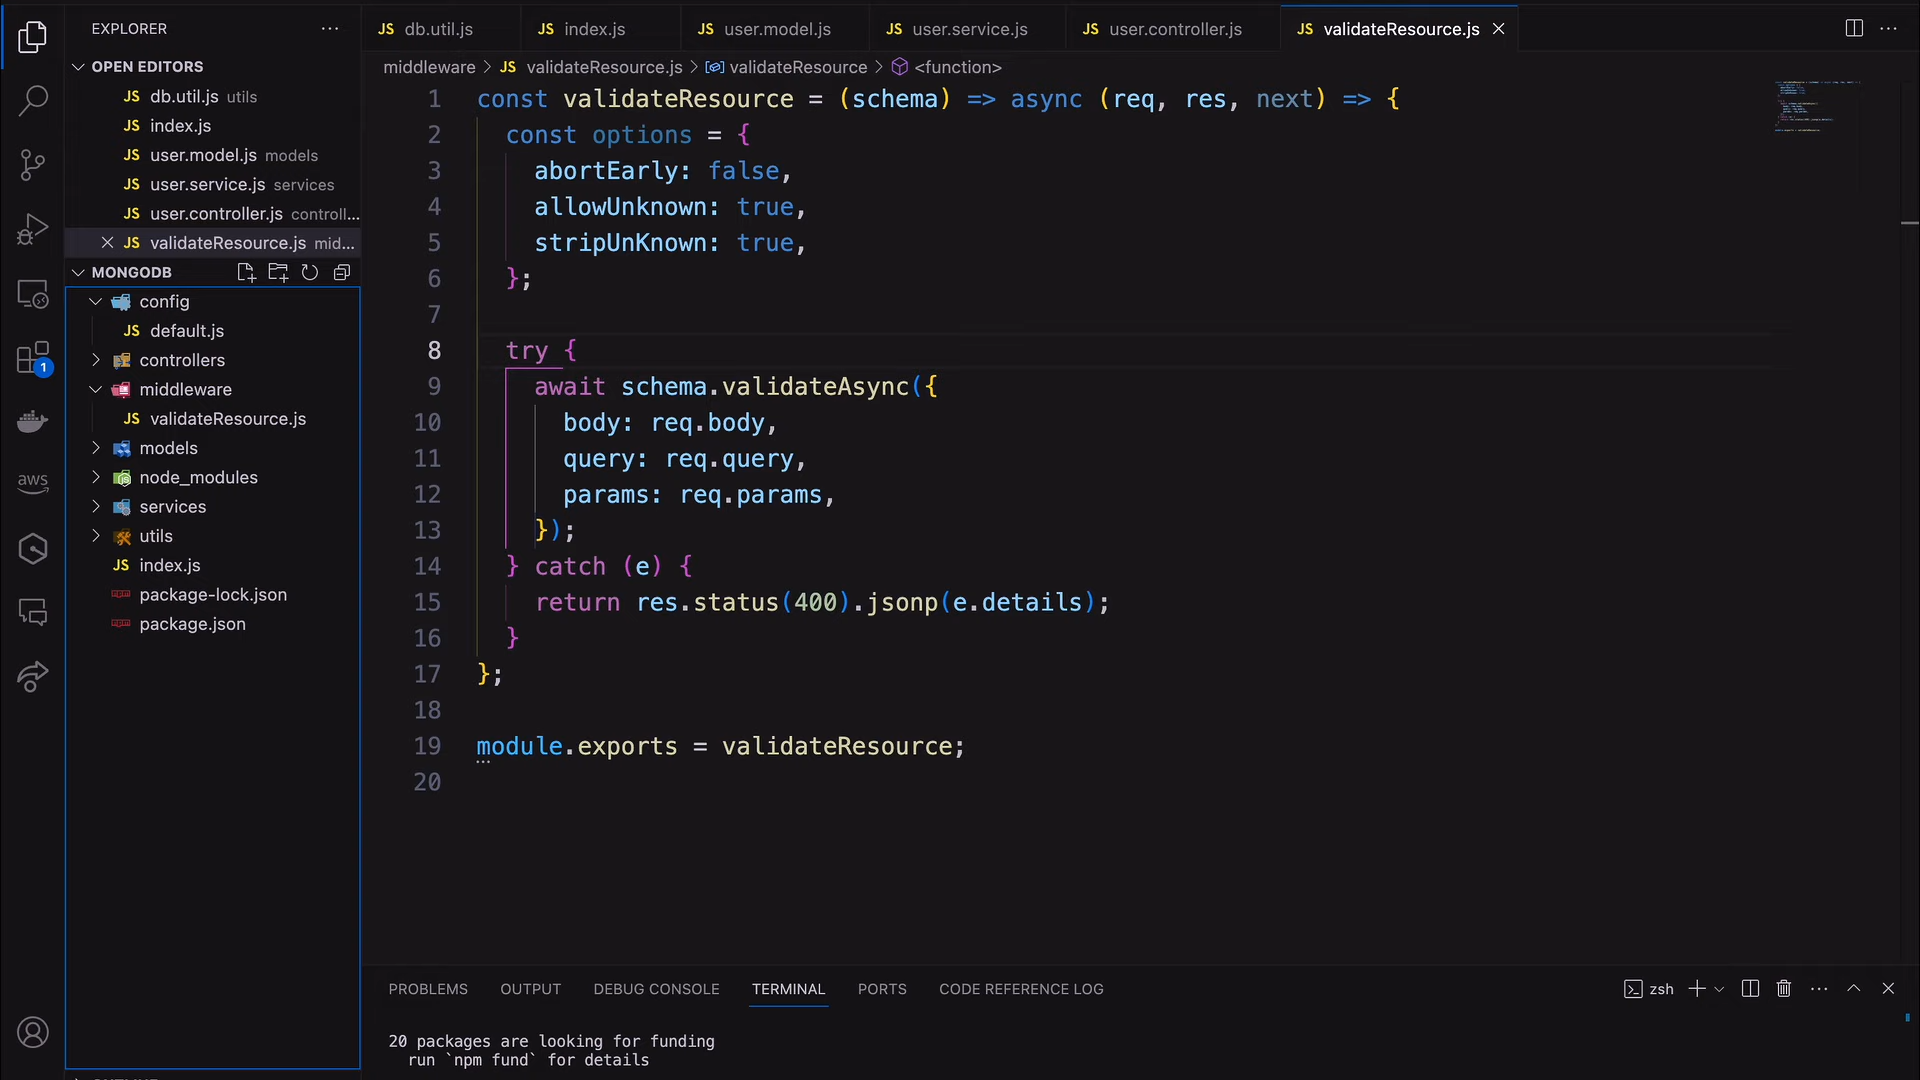 EXPLORER
OPEN EDITORS
JS db.util.js utils
JS index.js
JS user.model.js models
JS user.service.js services
JS user.controller.js controll...
JS validateResource.js mid...
MONGODB
config
JS default.js
controllers
middleware
JS validateResource.js
models
node_modules
services
utils
JS index.js
package-lock.json
package.json
1
aws
JS db.util.js
JS index.js
JS user.model.js
JS user.service.js
JS user.controller.js
JS validateResource.js
middleware > JS validateResource.js > validateResource > <function>
1 const validateResource = (schema) => async (req, res, next) => {
2 const options = {
3 abortEarly: false,
4 allowUnknown: true,
5 stripUnKnown: true,
6 };
7
8 try {
9 await schema.validateAsync({
10 body: req.body,
11 query: req.query,
12 params: req.params,
13 });
14 } catch (e) {
15 return res.status(400).jsonp(e.details);
16 }
17 };
18
19 module.exports = validateResource;
20
PROBLEMS OUTPUT DEBUG CONSOLE TERMINAL PORTS CODE REFERENCE LOG
zsh
20 packages are looking for funding
run `npm fund` for details